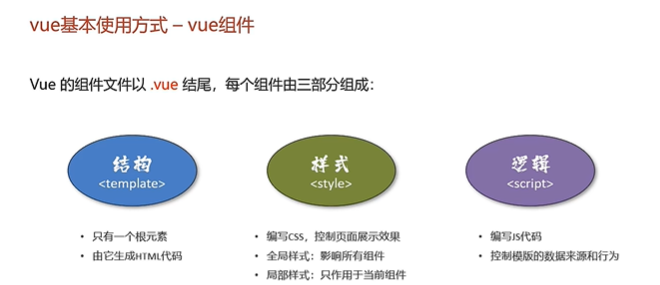 vue基本使用方式 – vue组件
Vue 的组件文件以 .vue 结尾，每个组件由三部分组成：
结构
<template>
• 只有一个根元素
• 由它生成HTML代码
样式
<style>
• 编写CSS，控制页面展示效果
• 全局样式：影响所有组件
• 局部样式：只作用于当前组件
逻辑
<script>
• 编写JS代码
• 控制模版的数据来源和行为